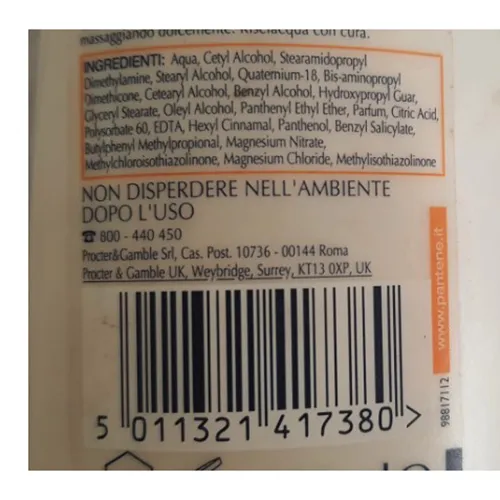 massaggiando dolcemente. Risciacqua con cura.
INGREDIENTI: Aqua, Cetyl Alcohol, Stearamidopropyl
Dimethylamine, Stearyl Alcohol, Quaternium-18, Bis-aminopropyl
Dimethicone, Cetearyl Alcohol, Benzyl Alcohol, Hydroxypropyl Guar,
Glyceryl Stearate, Oleyl Alcohol, Panthenyl Ethyl Ether, Parfum, Citric Acid,
Polysorbate 60, EDTA, Hexyl Cinnamal, Panthenol, Benzyl Salicylate,
Butylphenyl Methylpropional, Magnesium Nitrate,
Methylchloroisothiazolinone, Magnesium Chloride, Methylisothiazolinone
NON DISPERDERE NELL'AMBIENTE
DOPO L'USO
☎ 800 - 440 450
Procter&Gamble Srl, Cas. Post. 10736 - 00144 Roma
Procter & Gamble UK, Weybridge, Surrey, KT13 0XP, UK
www.pantene.it
98817112
5 011321 417380 >